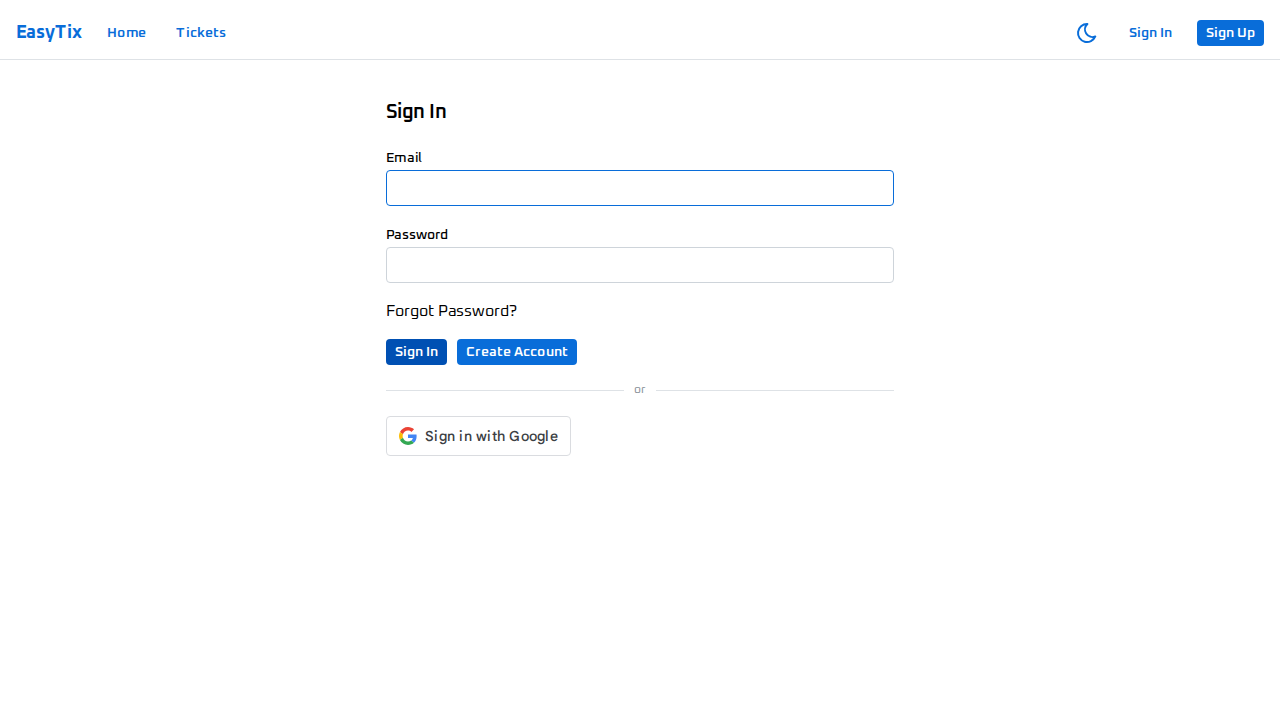 EasyTix Home Tickets Sign In Sign Up
Sign In
Email
Password
Forgot Password?
Sign In Create Account
or
Sign in with Google